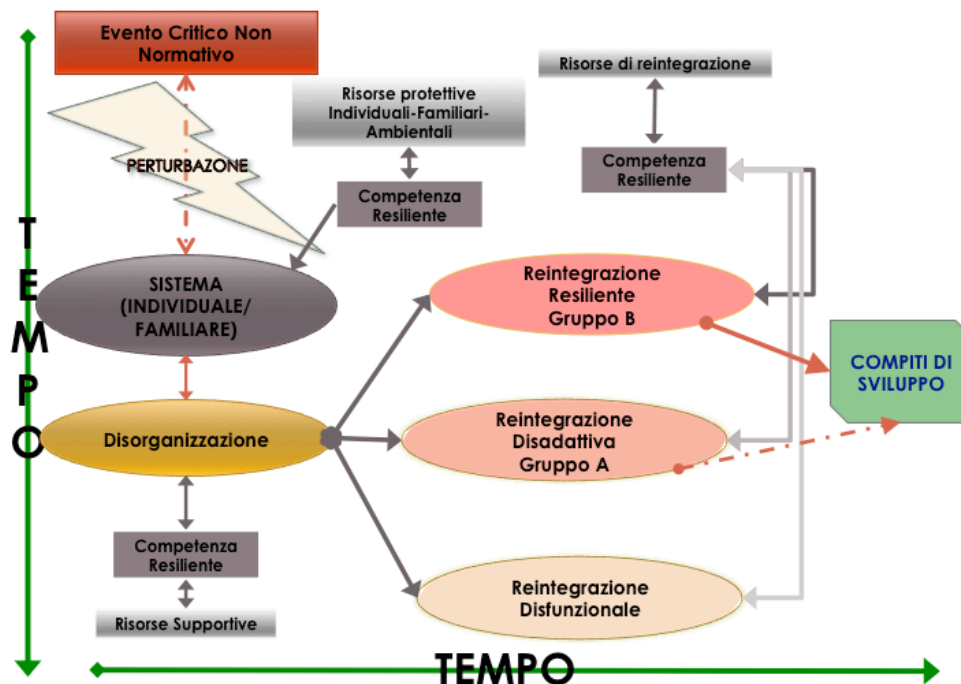 Evento Critico Non
Normativo
Risorse di reintegrazione
Risorse protettive
Individuali-Familiari-
Ambientali
PERTURBAZONE
Competenza
Resiliente
Competenza
Resiliente
TEMPO
SISTEMA
(INDIVIDUALE/
FAMILIARE)
Reintegrazione
Resiliente
Gruppo B
COMPITI DI
SVILUPPO
Disorganizzazione
Reintegrazione
Disadattiva
Gruppo A
Competenza
Resiliente
Reintegrazione
Disfunzionale
Risorse Supportive
TEMPO